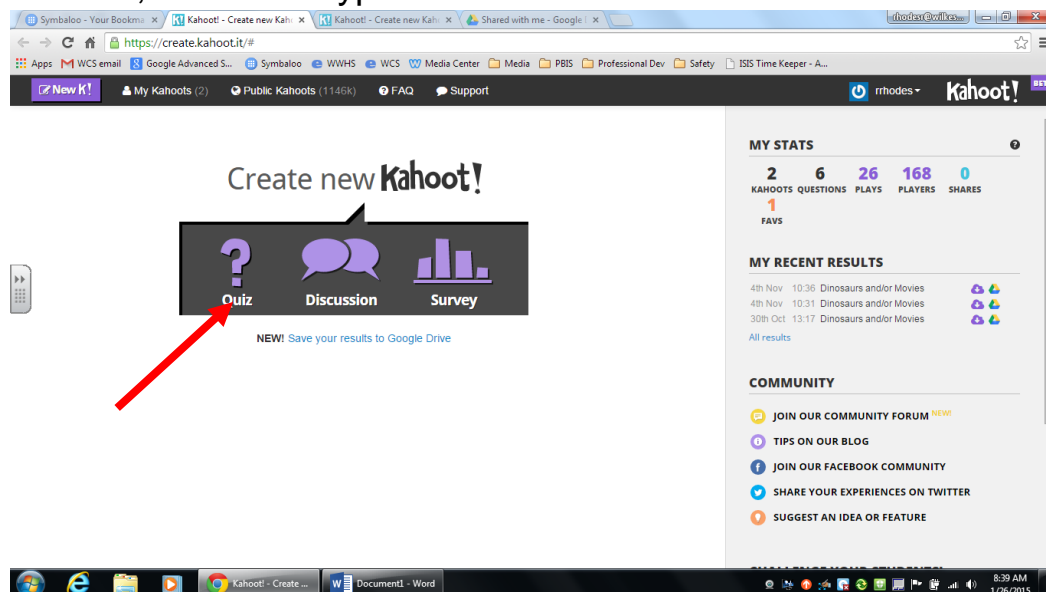 Symbaloo - Your Bookma
Kahoot! - Create new Kah
Kahoot! - Create new Kah
Shared with me - Google
https://create.kahoot.it/#
Apps
WCS email
Google Advanced S...
Symbaloo
WWHS
WCS
Media Center
Media
PBIS
Professional Dev
Safety
ISIS Time Keeper - A...
New K!
My Kahoots (2)
Public Kahoots (1146k)
FAQ
Support
rrhodes
Kahoot!
Create new Kahoot!
Quiz
Discussion
Survey
NEW! Save your results to Google Drive
MY STATS
2 6 26 168 0
KAHOOTS QUESTIONS PLAYS PLAYERS SHARES
1
FAVS
MY RECENT RESULTS
4th Nov 10:36 Dinosaurs and/or Movies
4th Nov 10:31 Dinosaurs and/or Movies
30th Oct 13:17 Dinosaurs and/or Movies
All results
COMMUNITY
JOIN OUR COMMUNITY FORUM NEW!
TIPS ON OUR BLOG
JOIN OUR FACEBOOK COMMUNITY
SHARE YOUR EXPERIENCES ON TWITTER
SUGGEST AN IDEA OR FEATURE
Kahoot! - Create ...
Document1 - Word
8:39 AM
1/26/2015